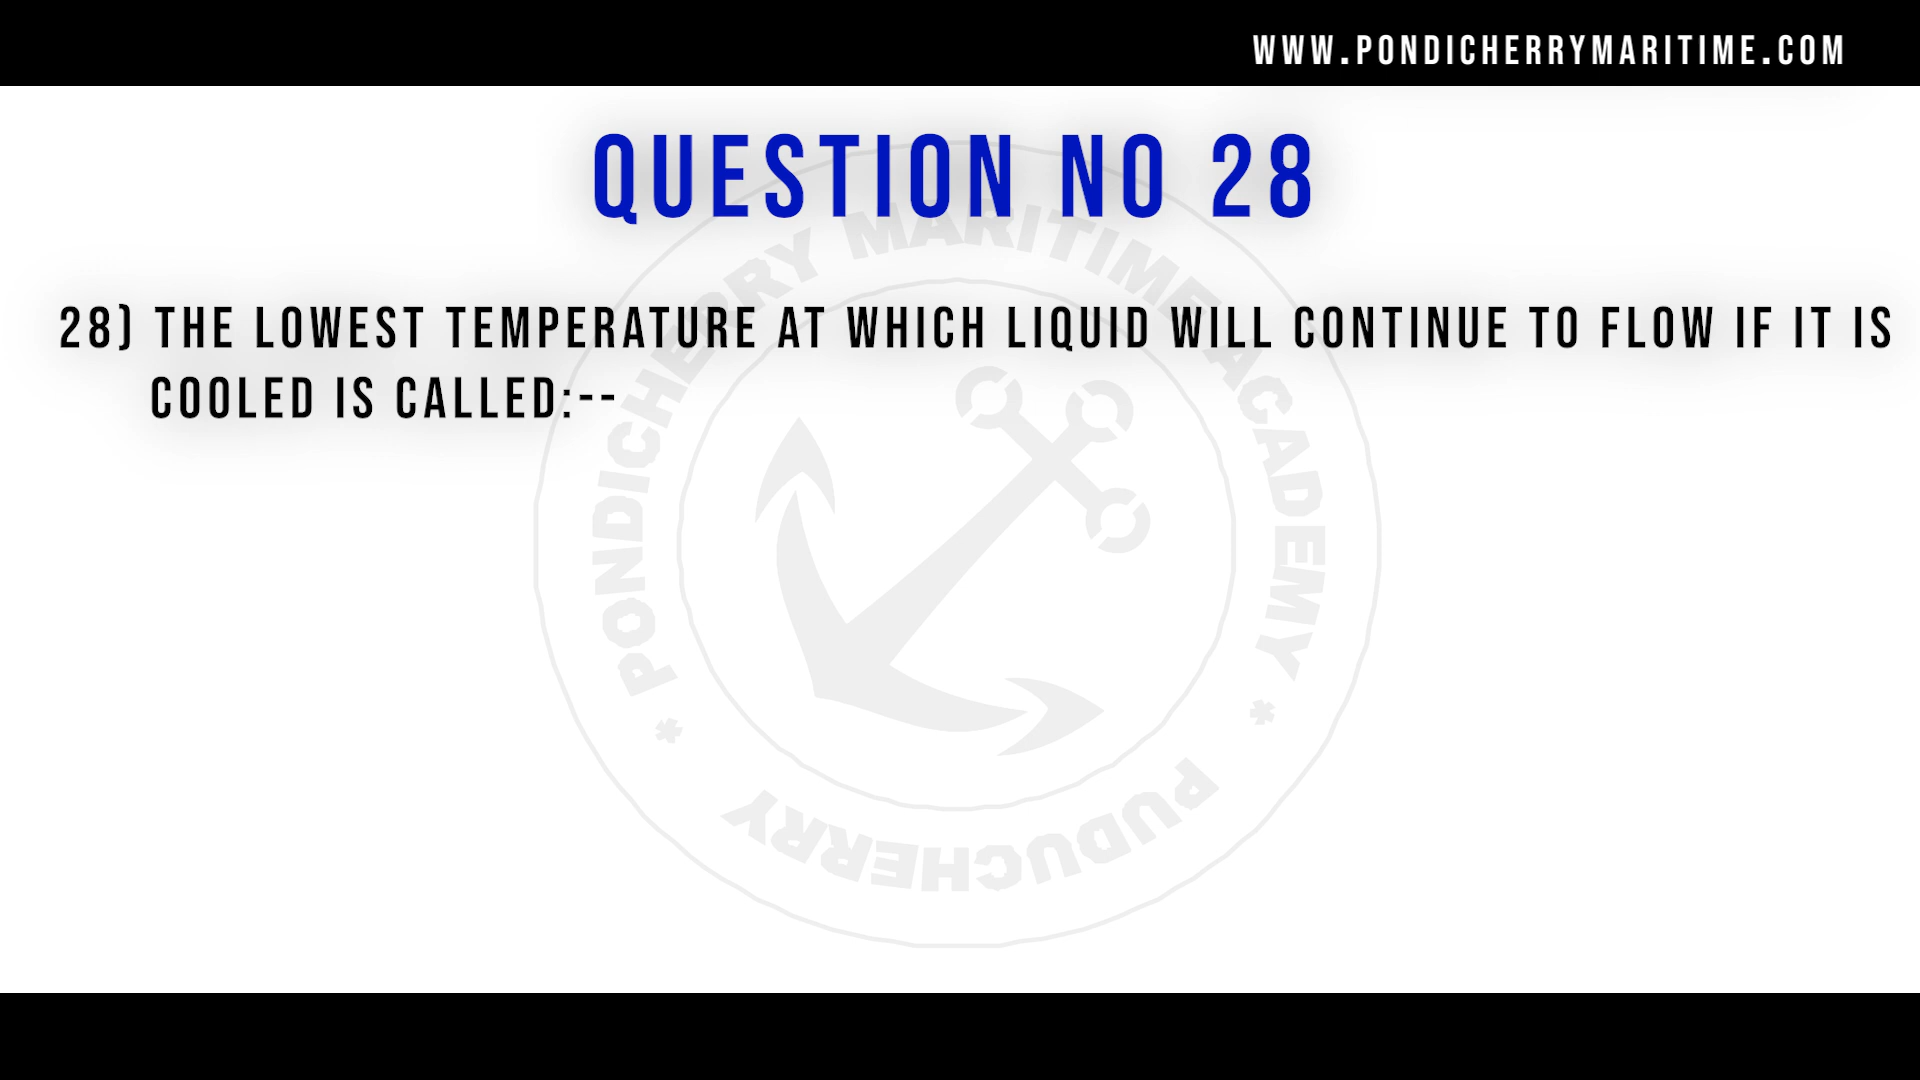 WWW.PONDICHERRYMARITIME.COM
QUESTION NO 28
28) THE LOWEST TEMPERATURE AT WHICH LIQUID WILL CONTINUE TO FLOW IF IT IS
COOLED IS CALLED:--
* PONDICHERRY MARITIME ACADEMY *
PUDUCHERRY